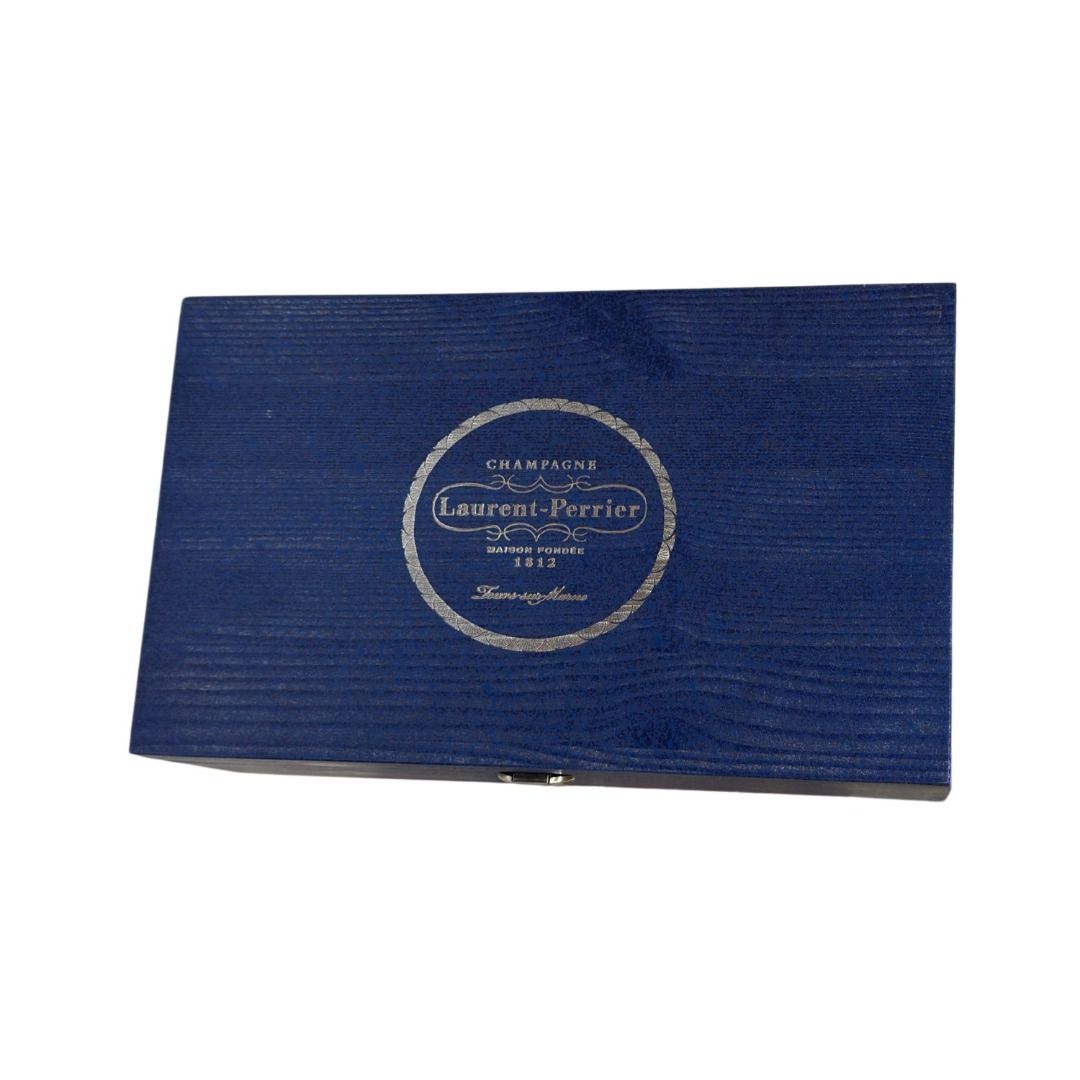 CHAMPAGNE
Laurent-Perrier
MAISON FONDÉE
1812
Tours-sur-Marne